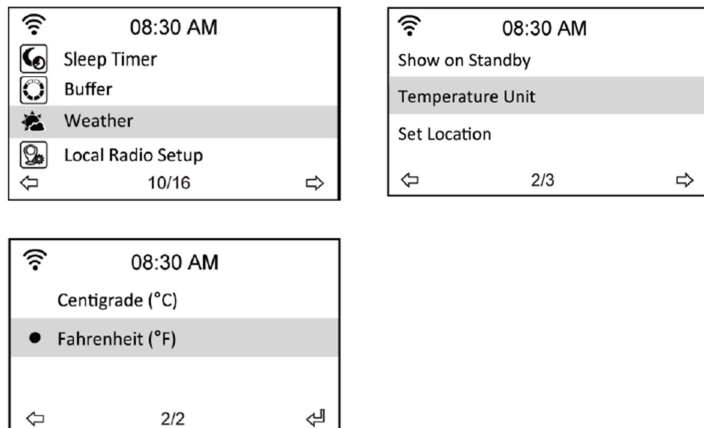 08:30 AM
Sleep Timer
Buffer
Weather
Local Radio Setup
10/16
08:30 AM
Show on Standby
Temperature Unit
Set Location
2/3
08:30 AM
Centigrade (°C)
Fahrenheit (°F)
2/2